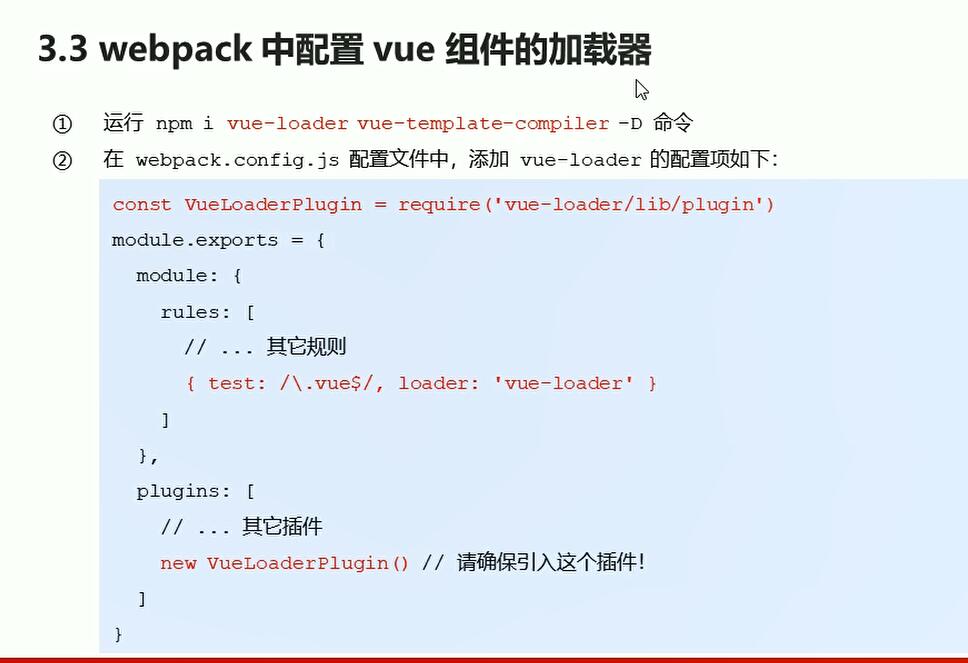 3.3 webpack 中配置 vue 组件的加载器
① 运行 npm i vue-loader vue-template-compiler -D 命令
② 在 webpack.config.js 配置文件中，添加 vue-loader 的配置项如下：
const VueLoaderPlugin = require('vue-loader/lib/plugin')
module.exports = {
  module: {
    rules: [
      // ... 其它规则
      { test: /\.vue$/, loader: 'vue-loader' }
    ]
  },
  plugins: [
    // ... 其它插件
    new VueLoaderPlugin() // 请确保引入这个插件！
  ]
}